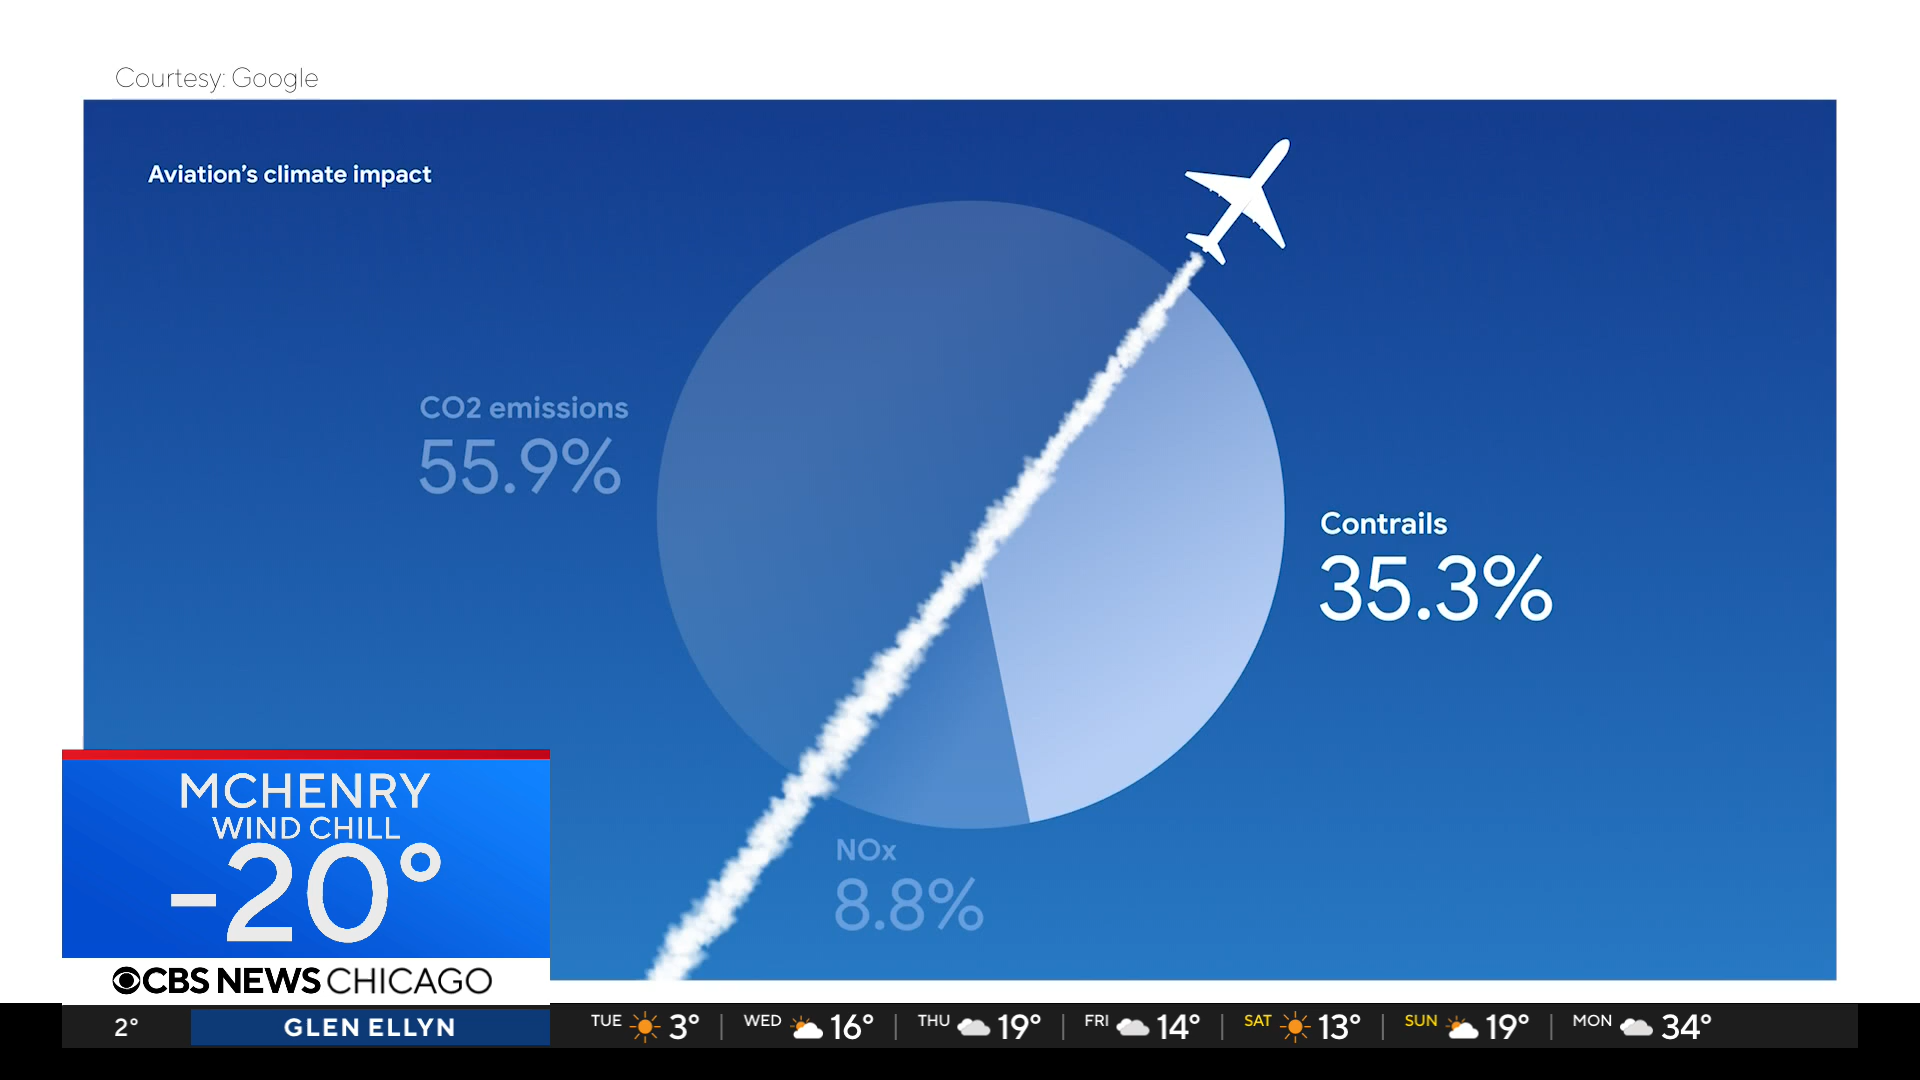 Courtesy: Google
Aviation's climate impact
CO2 emissions
55.9%
Contrails
35.3%
NOx
8.8%
MCHENRY
WIND CHILL
-20°
CBS NEWS CHICAGO
2° GLEN ELLYN TUE 3° WED 16° THU 19° FRI 14° SAT 13° SUN 19° MON 34°